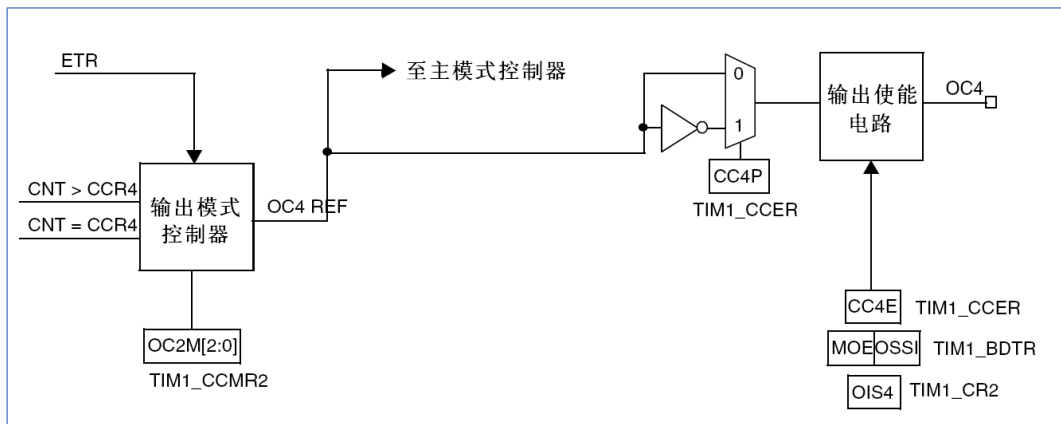 ETR
至主模式控制器
0
1
输出使能
电路
OC4
CNT > CCR4
CNT = CCR4
输出模式
控制器
OC4 REF
CC4P
TIM1_CCER
OC2M[2:0]
TIM1_CCMR2
CC4E TIM1_CCER
MOE OSSI TIM1_BDTR
OIS4 TIM1_CR2